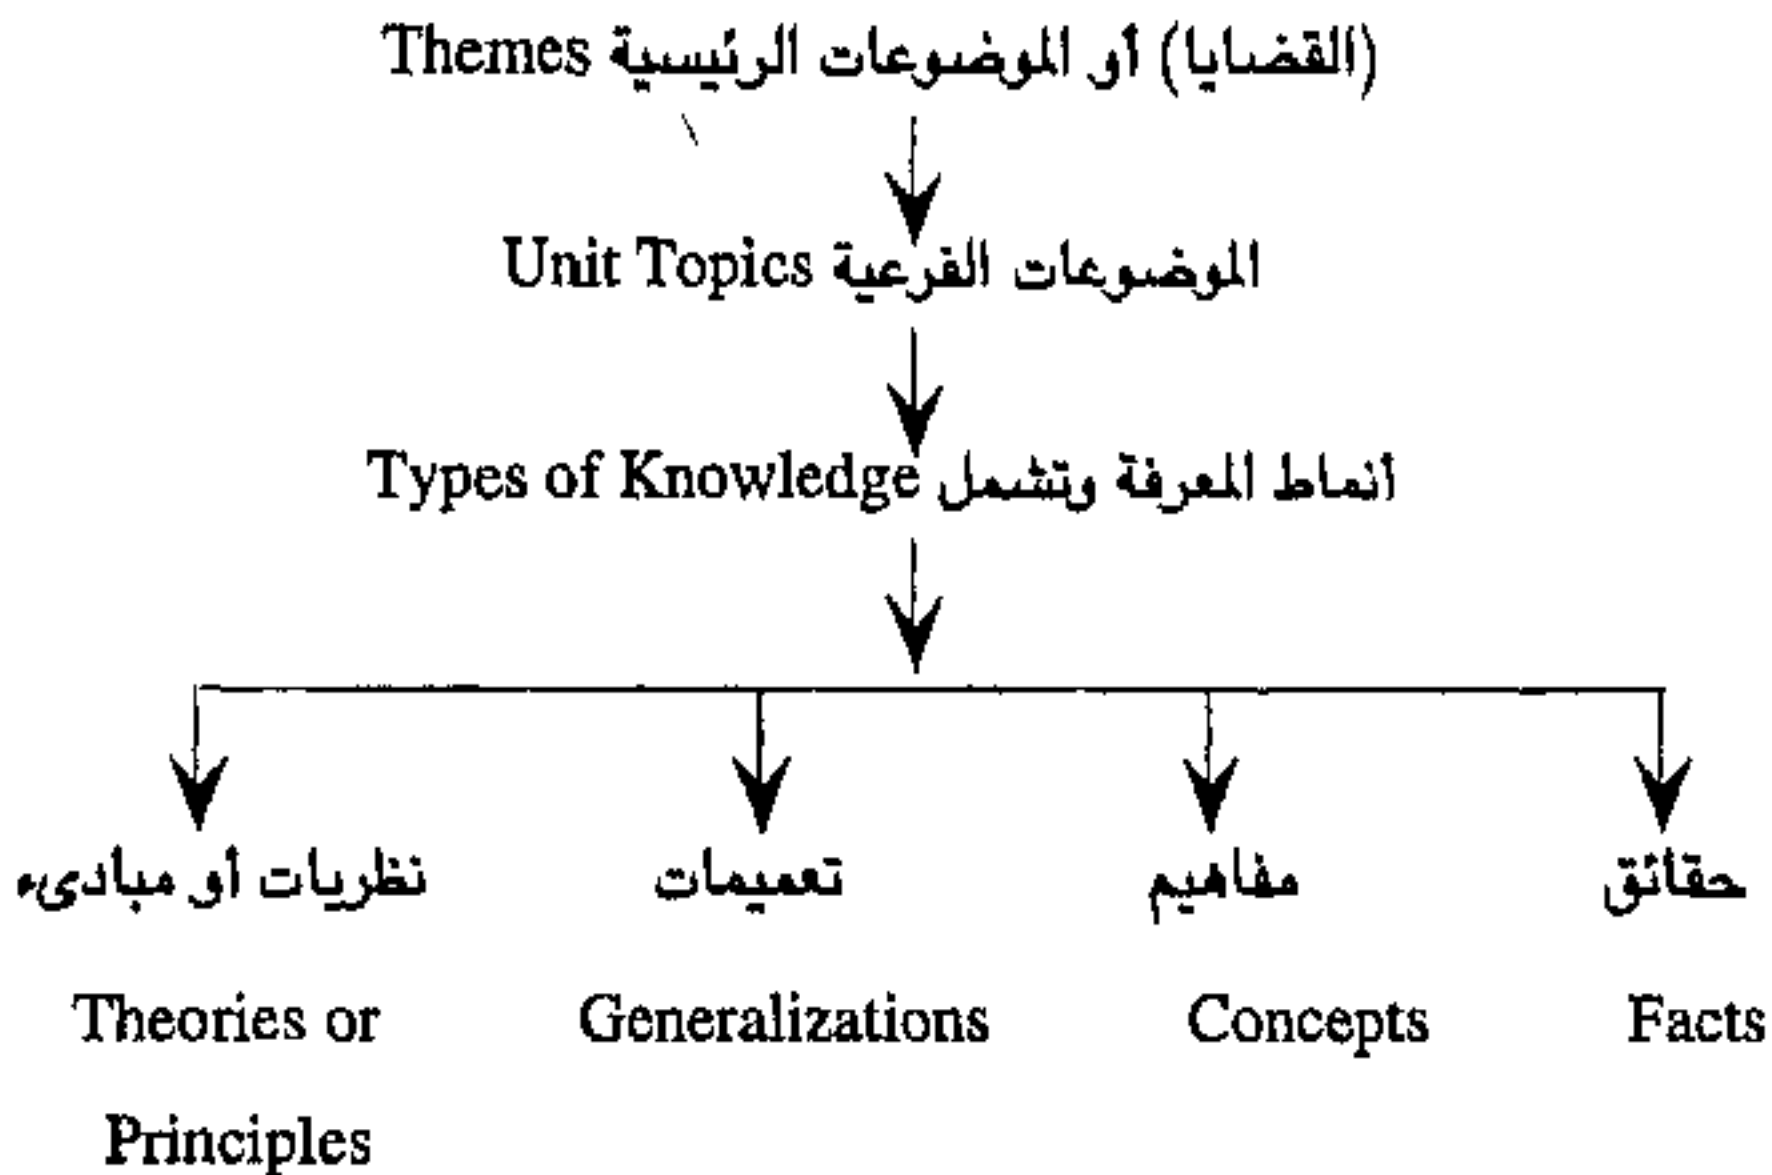 (القضايا) أو الموضوعات الرئيسية Themes
الموضوعات الفرعية Unit Topics
أنماط المعرفة وتشمل Types of Knowledge
حقائق
مفاهيم
تعميمات
نظريات أو مبادىء
Facts
Concepts
Generalizations
Theories or
Principles